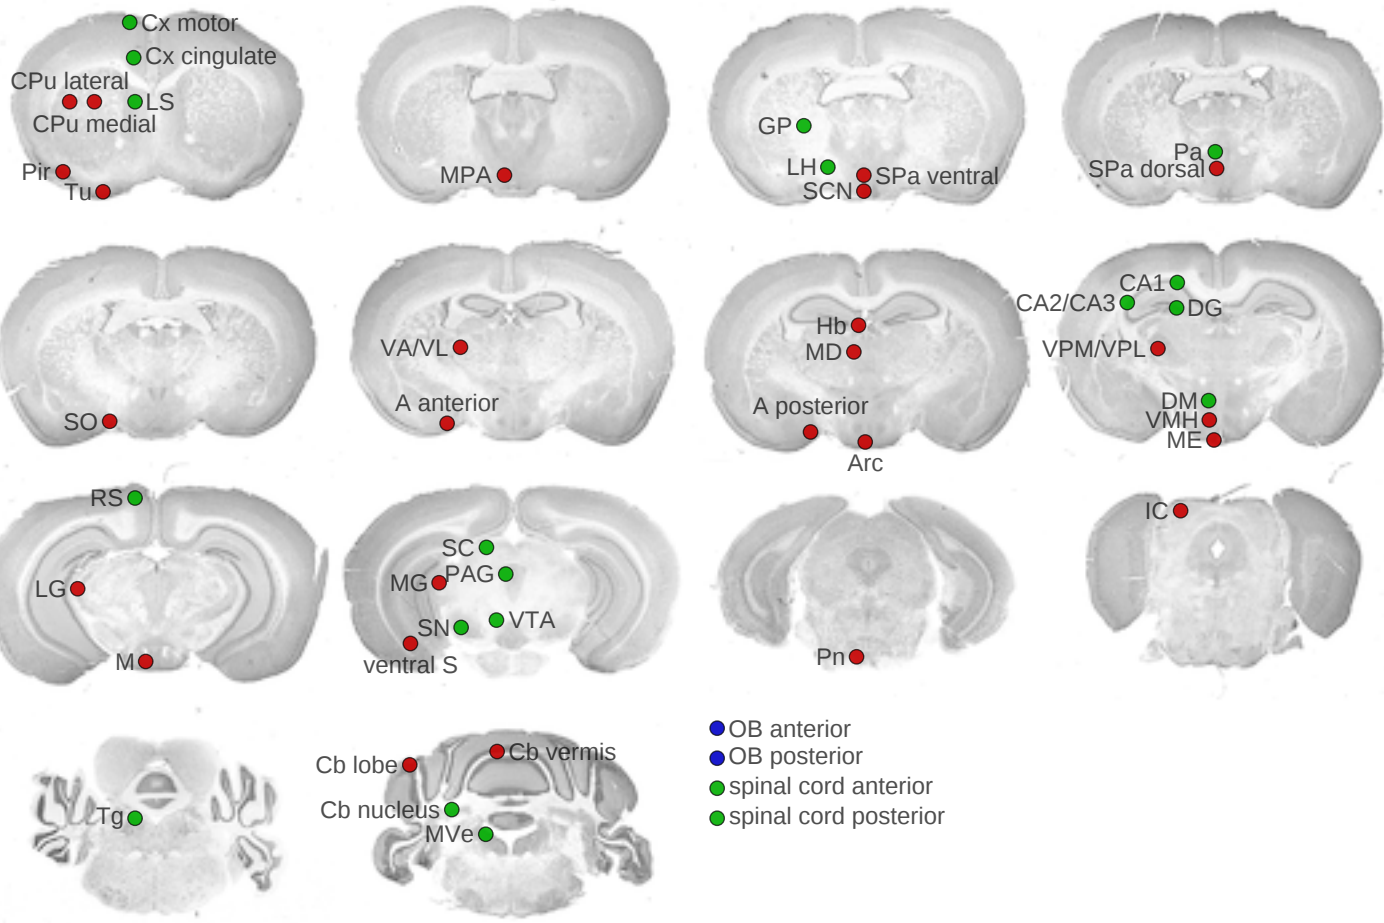 Cx motor
Cx cingulate
CPu lateral
LS
CPu medial
Pir
Tu
MPA
GP
LH
SPa ventral
SCN
Pa
SPa dorsal
SO
VA/VL
A anterior
Hb
MD
A posterior
Arc
CA1
CA2/CA3
DG
VPM/VPL
DM
VMH
ME
RS
LG
M
SC
MG
PAG
SN
VTA
ventral S
Pn
IC
Tg
Cb lobe
Cb vermis
Cb nucleus
MVe
OB anterior
OB posterior
spinal cord anterior
spinal cord posterior